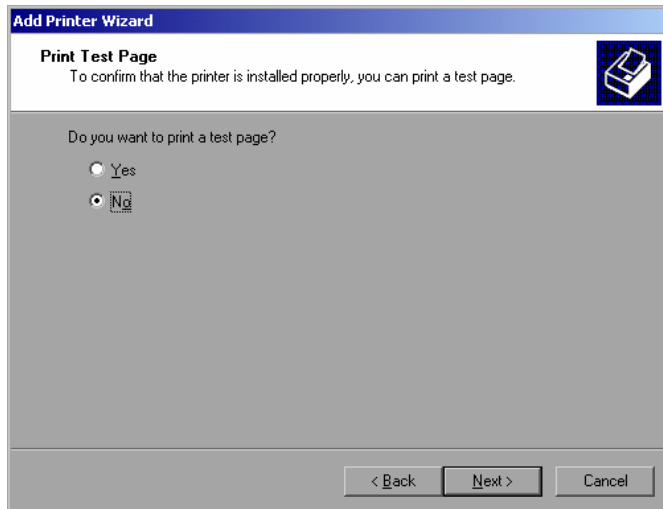 Add Printer Wizard
Print Test Page
To confirm that the printer is installed properly, you can print a test page.
Do you want to print a test page?
Yes
No
< Back Next > Cancel